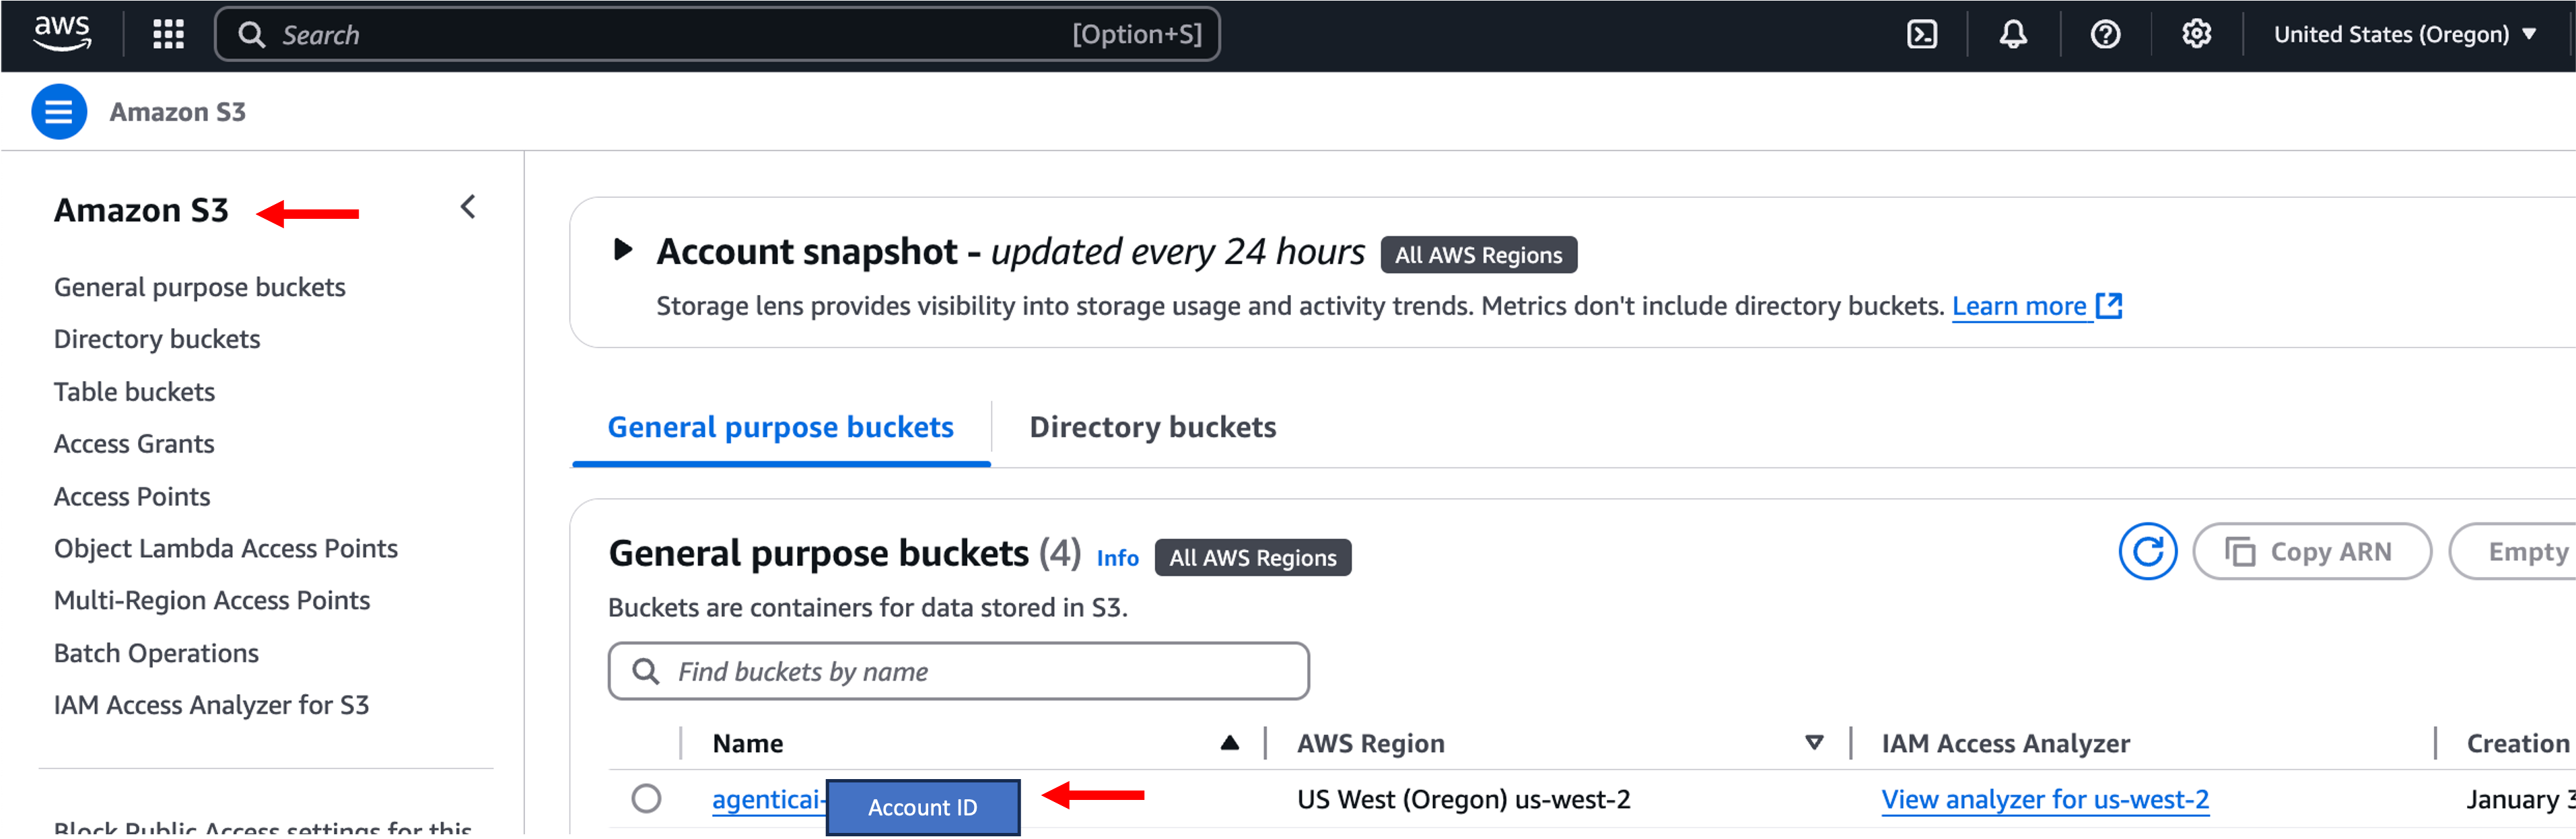 aws
Search [Option+S]
United States (Oregon)
Amazon S3
Amazon S3
General purpose buckets
Directory buckets
Table buckets
Access Grants
Access Points
Object Lambda Access Points
Multi-Region Access Points
Batch Operations
IAM Access Analyzer for S3
Block Public Access settings for this
Account snapshot - updated every 24 hours All AWS Regions
Storage lens provides visibility into storage usage and activity trends. Metrics don't include directory buckets. Learn more
General purpose buckets Directory buckets
General purpose buckets (4) Info All AWS Regions
Copy ARN Empty
Buckets are containers for data stored in S3.
Find buckets by name
Name AWS Region IAM Access Analyzer Creation
agenticai- Account ID US West (Oregon) us-west-2 View analyzer for us-west-2 January 3